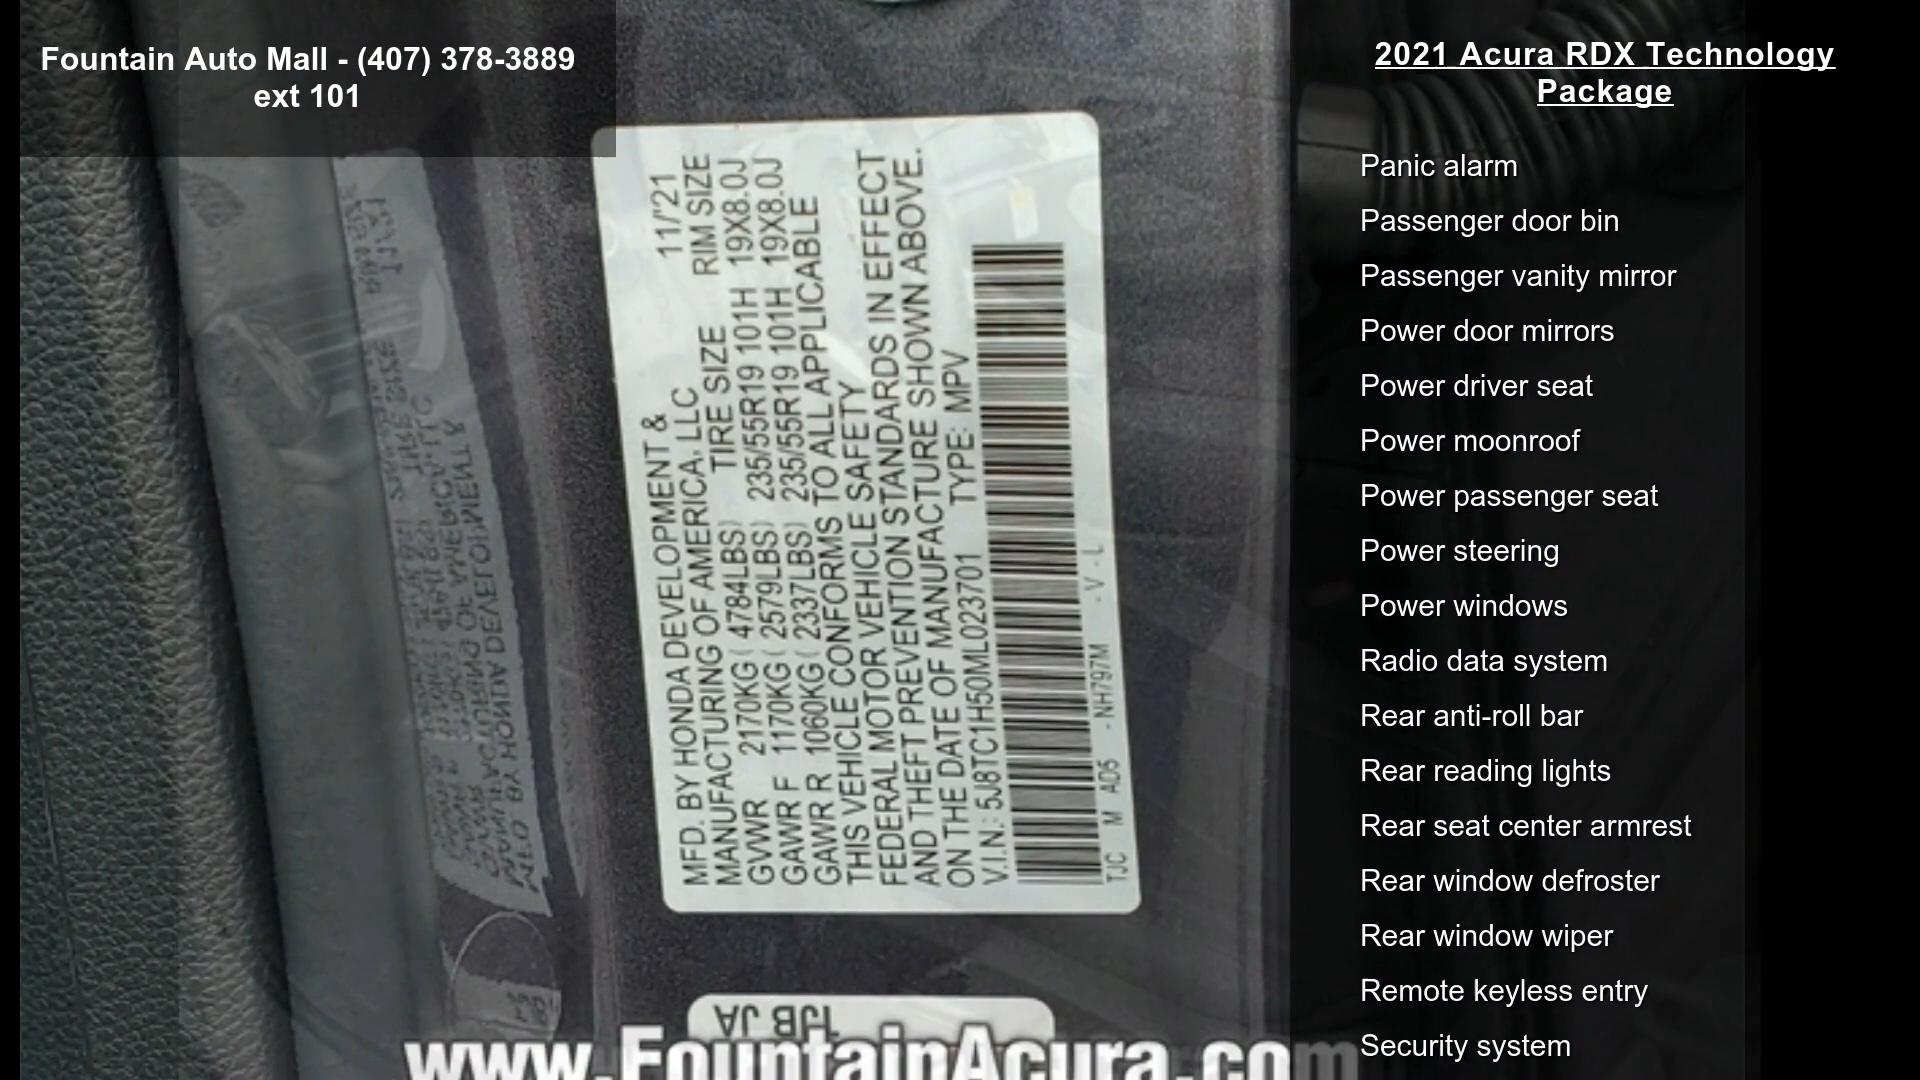 Fountain Auto Mall - (407) 378-3889
ext 101
MFD. BY HONDA DEVELOPMENT &
MANUFACTURING OF AMERICA, LLC 11/'21
TIRE SIZE RIM SIZE
GVWR 2170KG ( 4784LBS) 235/55R19 101H 19X8.0J
GAWR F 1170KG ( 2579LBS) 235/55R19 101H 19X8.0J
GAWR R 1060KG ( 2337LBS)
THIS VEHICLE CONFORMS TO ALL APPLICABLE
FEDERAL MOTOR VEHICLE SAFETY
AND THEFT PREVENTION STANDARDS IN EFFECT
ON THE DATE OF MANUFACTURE SHOWN ABOVE.
V.I.N.: 5J8TC1H50ML023701 TYPE: MPV
TJC M AD5 - NH797M - V - L
TJB JA
www.FountainAcura.com
2021 Acura RDX Technology
Package
Panic alarm
Passenger door bin
Passenger vanity mirror
Power door mirrors
Power driver seat
Power moonroof
Power passenger seat
Power steering
Power windows
Radio data system
Rear anti-roll bar
Rear reading lights
Rear seat center armrest
Rear window defroster
Rear window wiper
Remote keyless entry
Security system